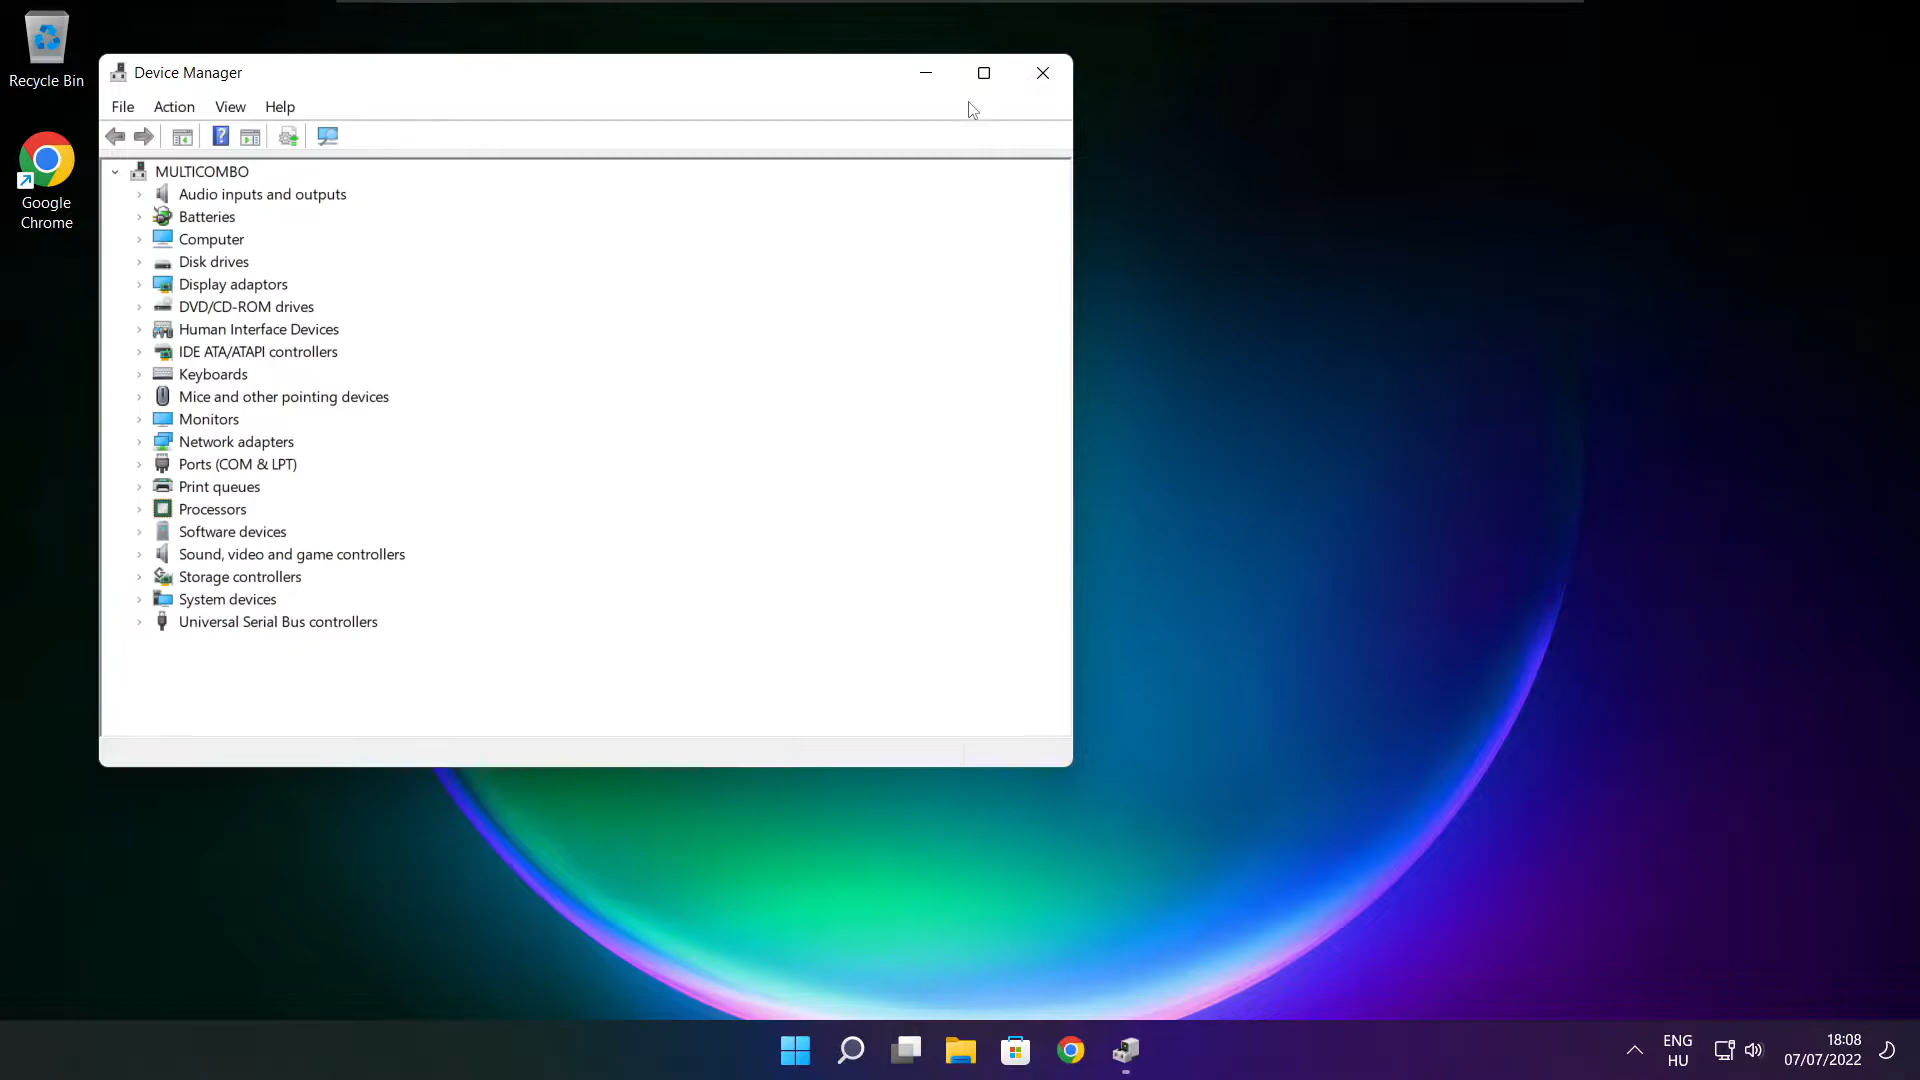 Recycle Bin
Google
Chrome
Device Manager
File Action View Help
MULTICOMBO
Audio inputs and outputs
Batteries
Computer
Disk drives
Display adaptors
DVD/CD-ROM drives
Human Interface Devices
IDE ATA/ATAPI controllers
Keyboards
Mice and other pointing devices
Monitors
Network adapters
Ports (COM & LPT)
Print queues
Processors
Software devices
Sound, video and game controllers
Storage controllers
System devices
Universal Serial Bus controllers
ENG
HU
18:08
07/07/2022